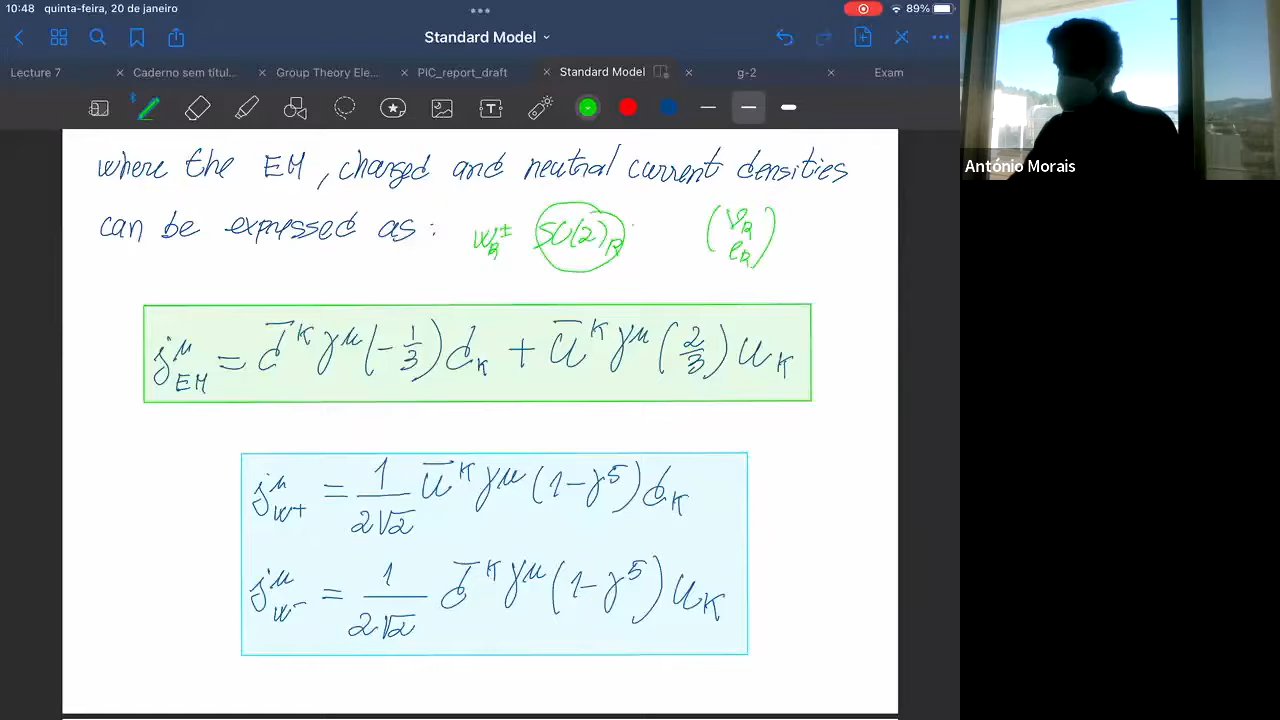 10:48 quinta-feira, 20 de janeiro
89%
Standard Model
Lecture 7
Caderno sem títul...
Group Theory Ele...
PIC_report_draft
Standard Model
g-2
Exam
António Morais
where the EM, charged and neutral current densities
can be expressed as:
W_R^± SU(2)_R (ν_R e_R)
j^μ_EM = d̄^k γ^μ (-1/3) d_k + ū^k γ^μ (2/3) u_k
j^μ_W+ = 1/2√2 ū^k γ^μ (1-γ^5) d_k
j^μ_W- = 1/2√2 d̄^k γ^μ (1-γ^5) u_k